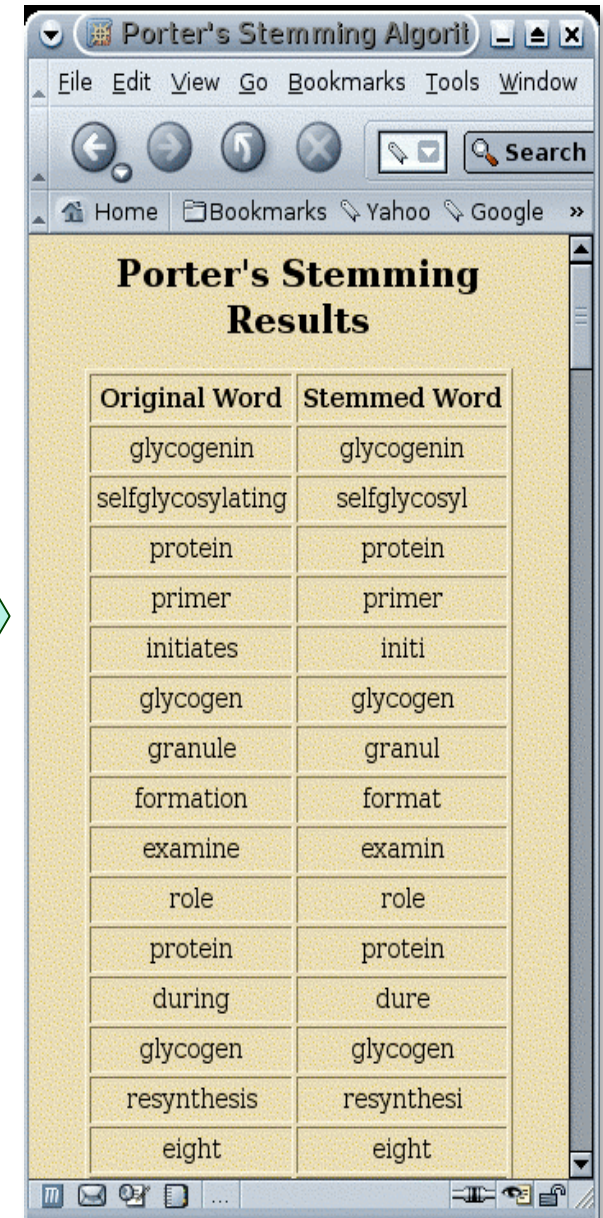 Porter's Stemming Algorit
File Edit View Go Bookmarks Tools Window
Search
Home Bookmarks Yahoo Google »
Porter's Stemming
Results
Original Word Stemmed Word
glycogenin glycogenin
selfglycosylating selfglycosyl
protein protein
primer primer
initiates initi
glycogen glycogen
granule granul
formation format
examine examin
role role
protein protein
during dure
glycogen glycogen
resynthesis resynthesi
eight eight
...